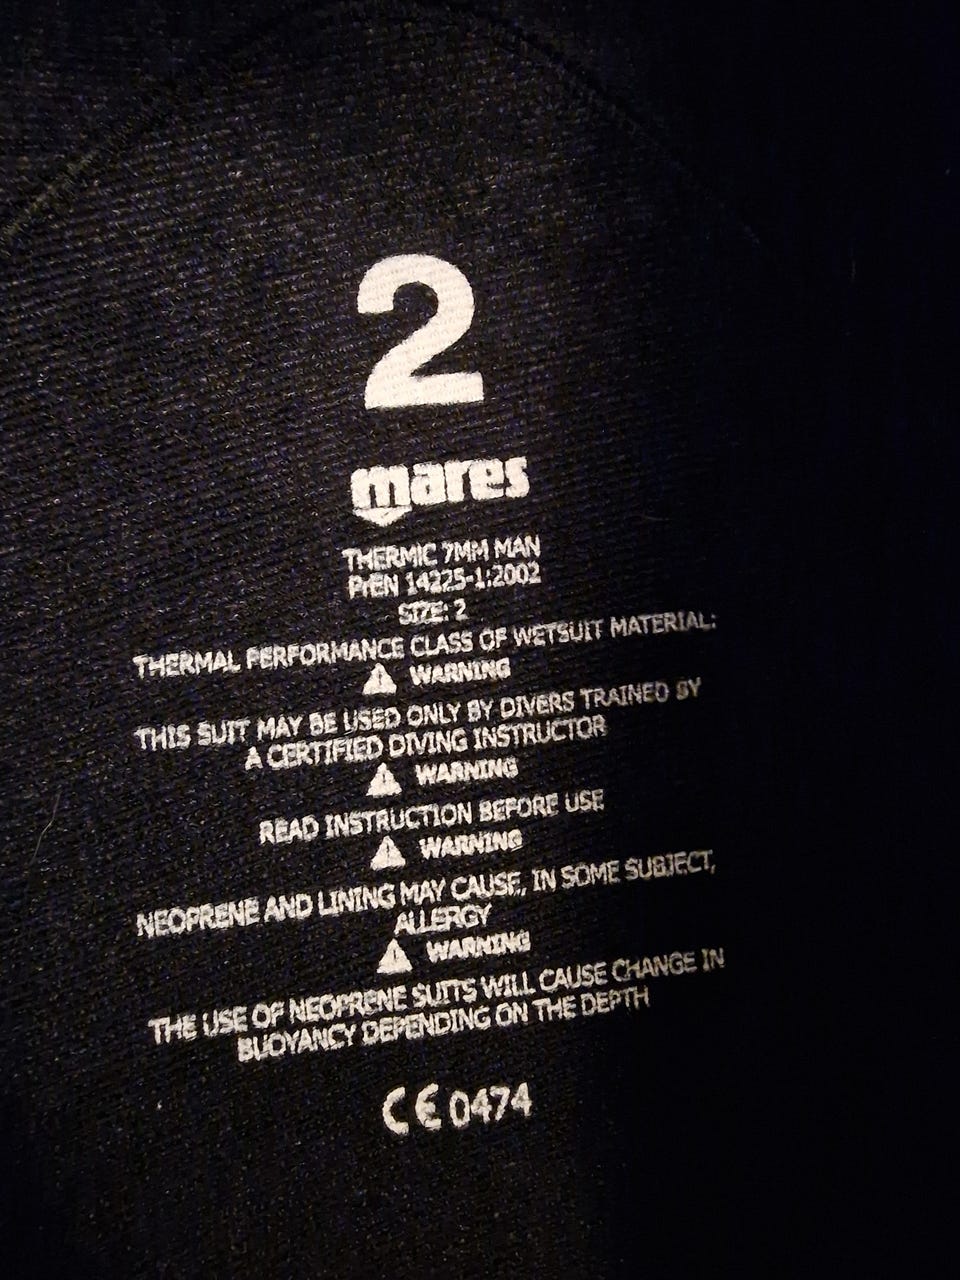 2
mares
THERMIC 7MM MAN
PrEN 14225-1:2002
SIZE: 2
THERMAL PERFORMANCE CLASS OF WETSUIT MATERIAL:
WARNING
THIS SUIT MAY BE USED ONLY BY DIVERS TRAINED BY
A CERTIFIED DIVING INSTRUCTOR
WARNING
READ INSTRUCTION BEFORE USE
WARNING
NEOPRENE AND LINING MAY CAUSE, IN SOME SUBJECT,
ALLERGY
WARNING
THE USE OF NEOPRENE SUITS WILL CAUSE CHANGE IN
BUOYANCY DEPENDING ON THE DEPTH
CE 0474